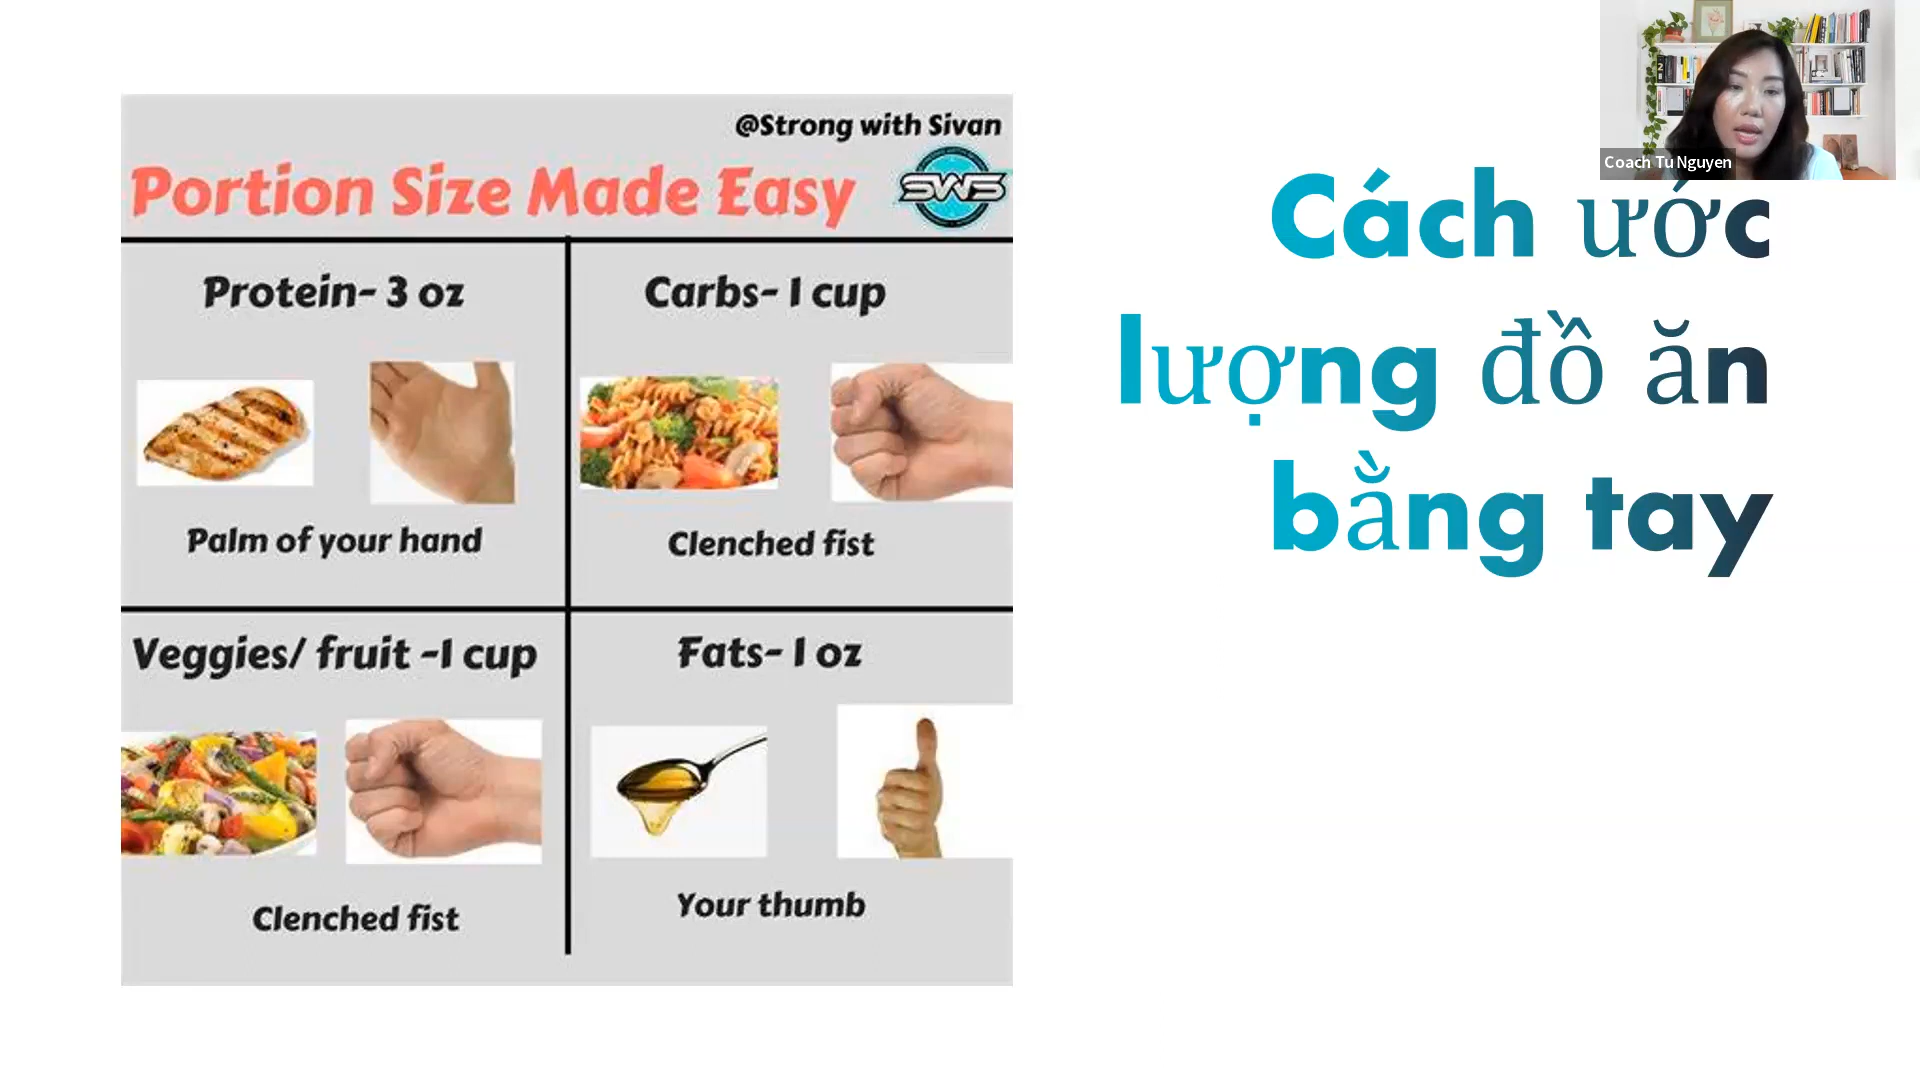 @Strong with Sivan
Portion Size Made Easy
SWS
Protein- 3 oz
Carbs- 1 cup
Palm of your hand
Clenched fist
Veggies/ fruit -1 cup
Fats- 1 oz
Clenched fist
Your thumb
Coach Tu Nguyen
Cách ước
lượng đồ ăn
bằng tay